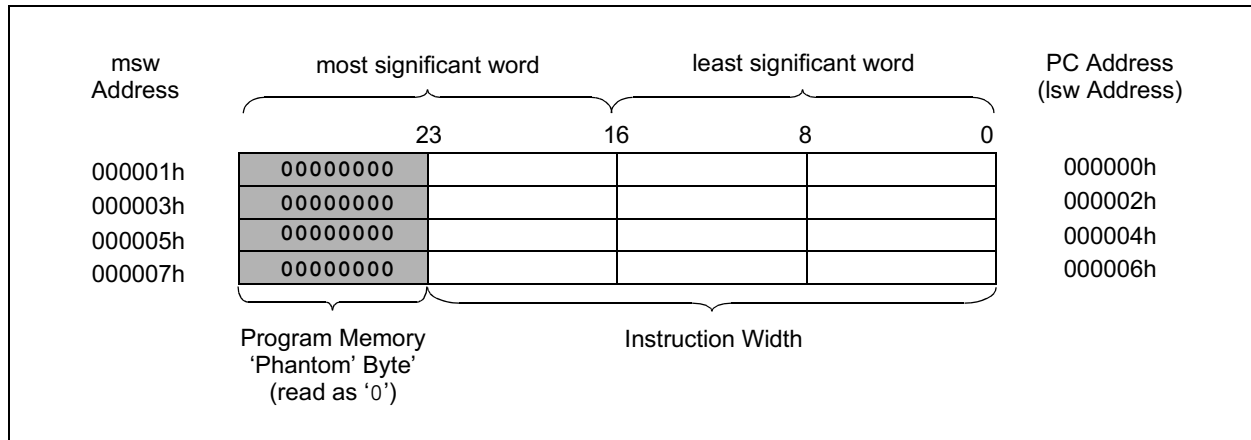 msw
Address
most significant word
least significant word
PC Address
(lsw Address)
23
16
8
0
000001h
00000000
000000h
000003h
00000000
000002h
000005h
00000000
000004h
000007h
00000000
000006h
Program Memory
‘Phantom’ Byte’
(read as ‘0’)
Instruction Width